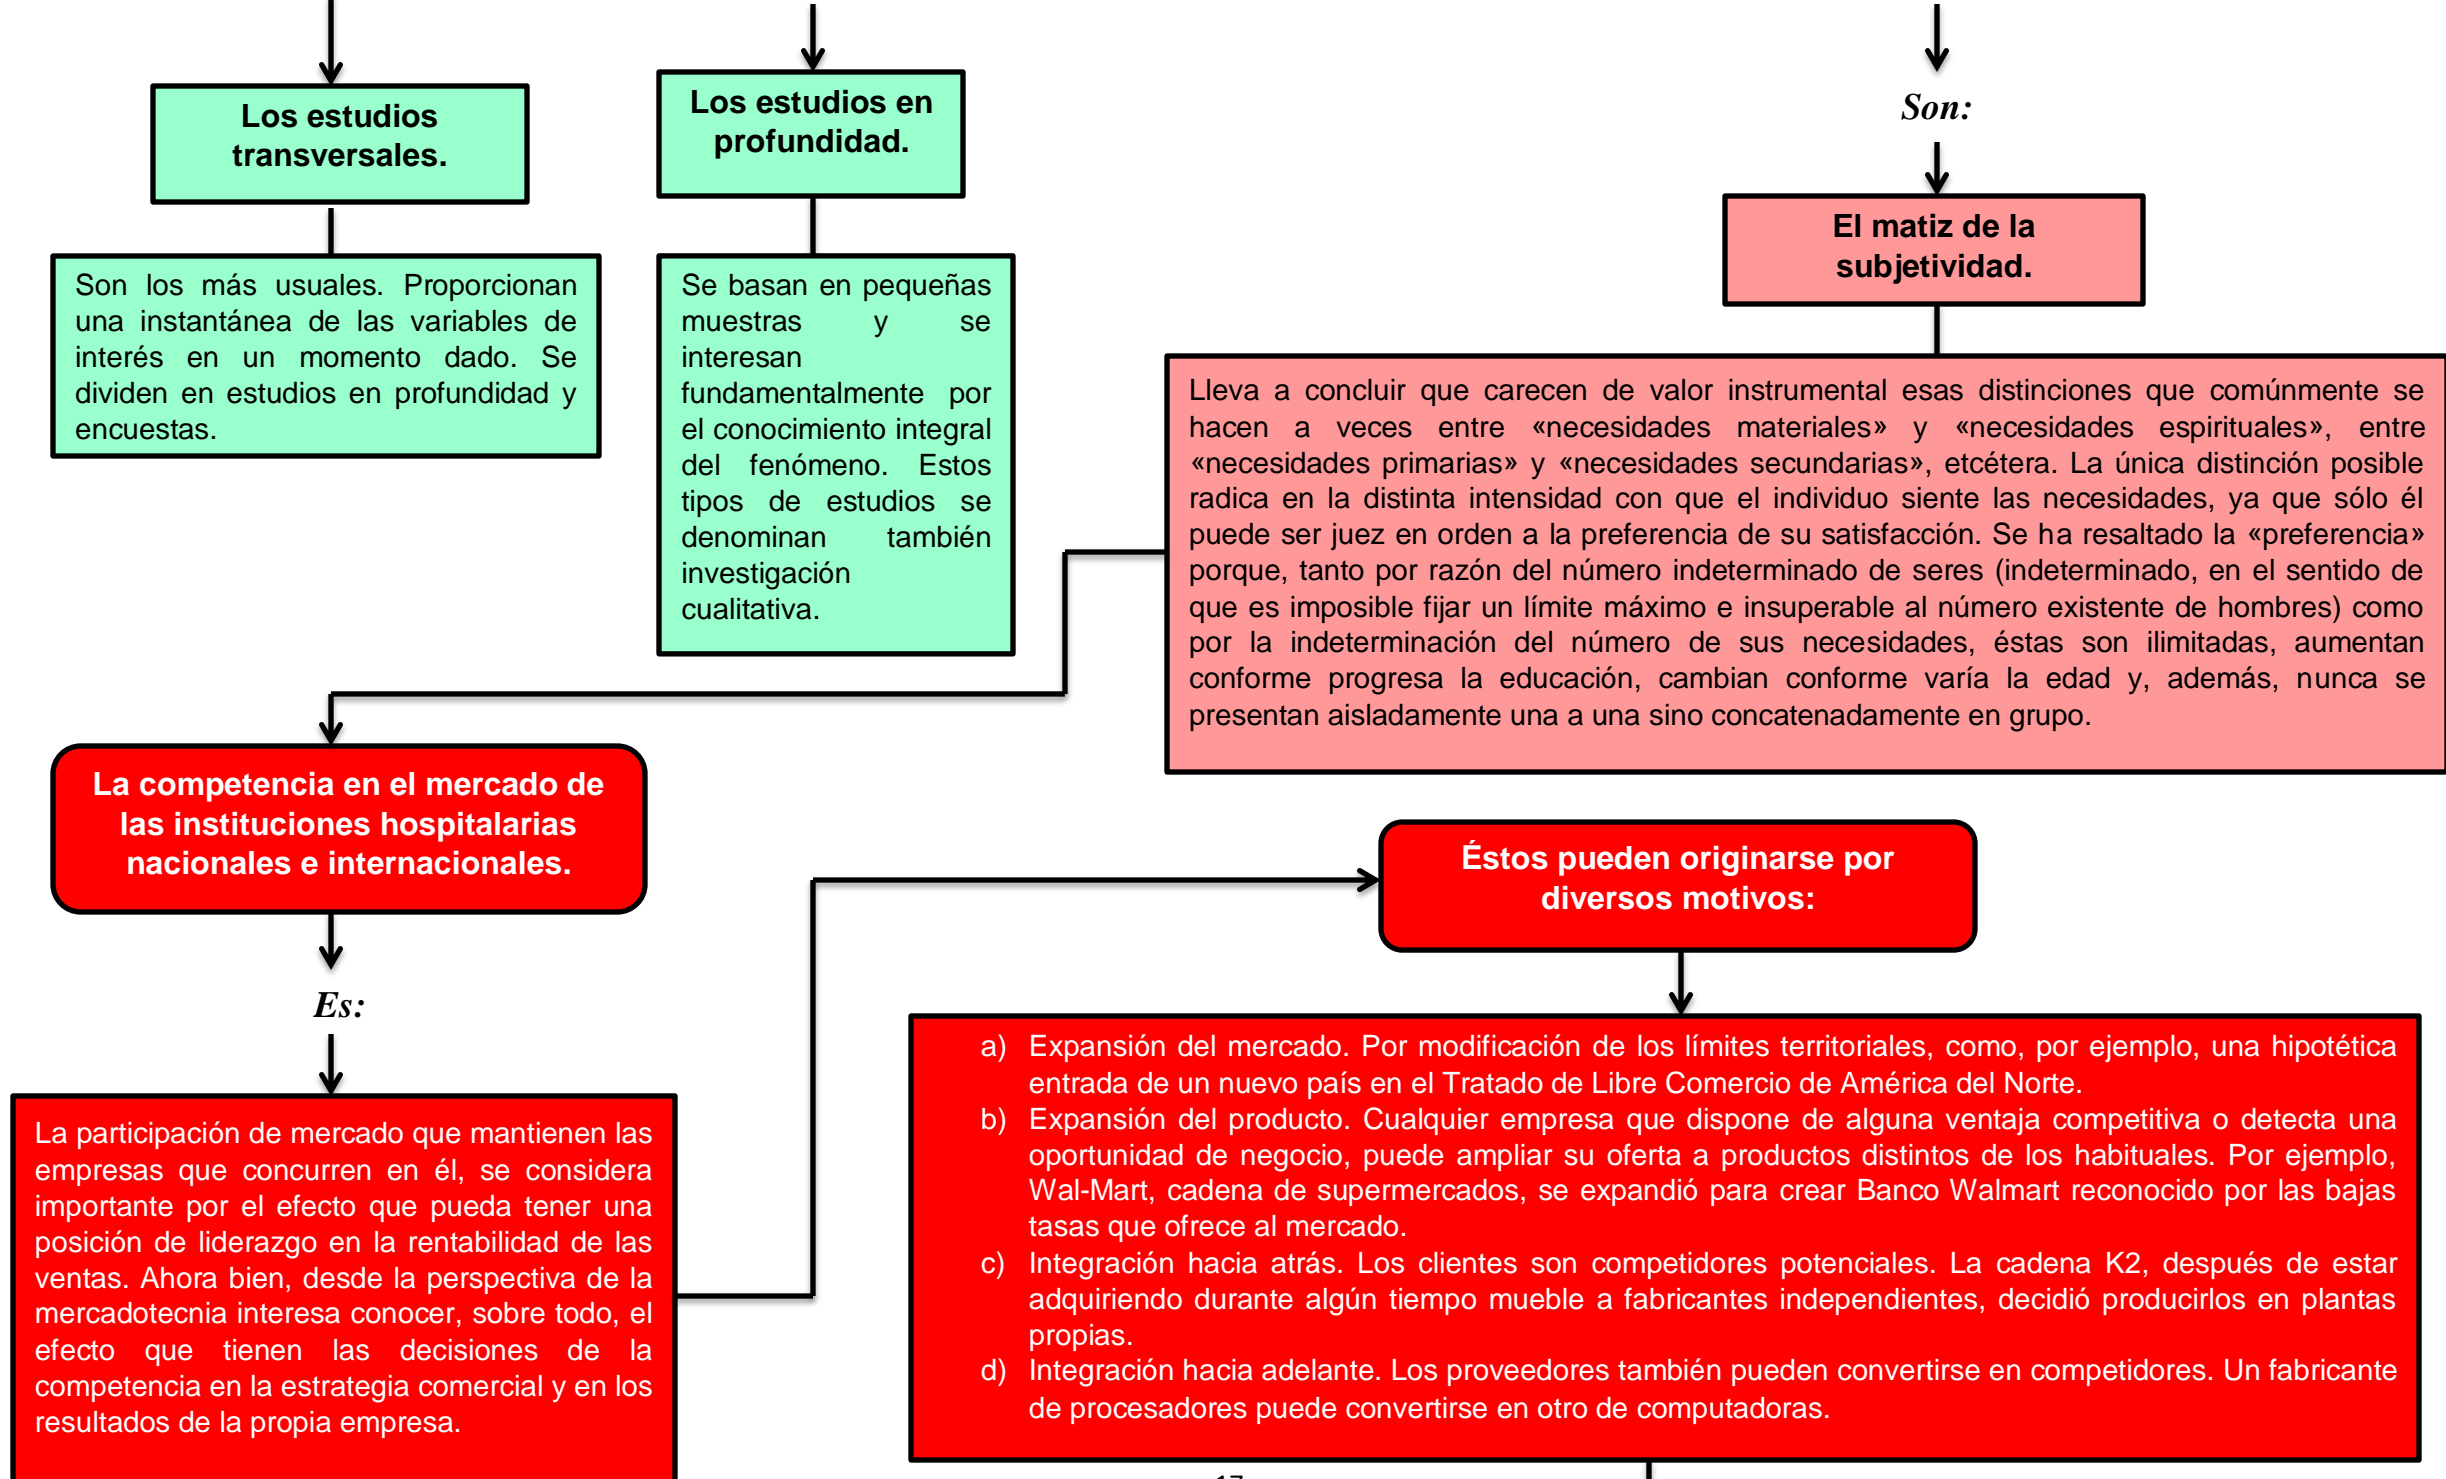 Los estudios
transversales.
Son los más usuales. Proporcionan
una instantánea de las variables de
interés en un momento dado. Se
dividen en estudios en profundidad y
encuestas.
Los estudios en
profundidad.
Se basan en pequeñas
muestras y se
interesan
fundamentalmente por
el conocimiento integral
del fenómeno. Estos
tipos de estudios se
denominan también
investigación
cualitativa.
Son:
El matiz de la
subjetividad.
Lleva a concluir que carecen de valor instrumental esas distinciones que comúnmente se
hacen a veces entre «necesidades materiales» y «necesidades espirituales», entre
«necesidades primarias» y «necesidades secundarias», etcétera. La única distinción posible
radica en la distinta intensidad con que el individuo siente las necesidades, ya que sólo él
puede ser juez en orden a la preferencia de su satisfacción. Se ha resaltado la «preferencia»
porque, tanto por razón del número indeterminado de seres (indeterminado, en el sentido de
que es imposible fijar un límite máximo e insuperable al número existente de hombres) como
por la indeterminación del número de sus necesidades, éstas son ilimitadas, aumentan
conforme progresa la educación, cambian conforme varía la edad y, además, nunca se
presentan aisladamente una a una sino concatenadamente en grupo.
La competencia en el mercado de
las instituciones hospitalarias
nacionales e internacionales.
Es:
La participación de mercado que mantienen las
empresas que concurren en él, se considera
importante por el efecto que pueda tener una
posición de liderazgo en la rentabilidad de las
ventas. Ahora bien, desde la perspectiva de la
mercadotecnia interesa conocer, sobre todo, el
efecto que tienen las decisiones de la
competencia en la estrategia comercial y en los
resultados de la propia empresa.
Éstos pueden originarse por
diversos motivos:
a) Expansión del mercado. Por modificación de los límites territoriales, como, por ejemplo, una hipotética
entrada de un nuevo país en el Tratado de Libre Comercio de América del Norte.
b) Expansión del producto. Cualquier empresa que dispone de alguna ventaja competitiva o detecta una
oportunidad de negocio, puede ampliar su oferta a productos distintos de los habituales. Por ejemplo,
Wal-Mart, cadena de supermercados, se expandió para crear Banco Walmart reconocido por las bajas
tasas que ofrece al mercado.
c) Integración hacia atrás. Los clientes son competidores potenciales. La cadena K2, después de estar
adquiriendo durante algún tiempo mueble a fabricantes independientes, decidió producirlos en plantas
propias.
d) Integración hacia adelante. Los proveedores también pueden convertirse en competidores. Un fabricante
de procesadores puede convertirse en otro de computadoras.